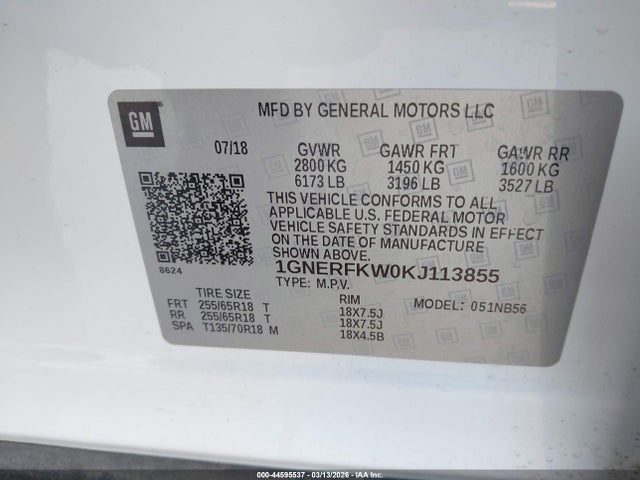 GM
MFD BY GENERAL MOTORS LLC
07/18 GVWR GAWR FRT GAWR RR
2800 KG 1450 KG 1600 KG
6173 LB 3196 LB 3527 LB
THIS VEHICLE CONFORMS TO ALL
APPLICABLE U.S. FEDERAL MOTOR
VEHICLE SAFETY STANDARDS IN EFFECT
ON THE DATE OF MANUFACTURE
SHOWN ABOVE.
8624
1GNERFKW0KJ113855
TYPE: M.P.V.
TIRE SIZE RIM MODEL: 051NB56
FRT 255/65R18 T 18X7.5J
RR 255/65R18 T 18X7.5J
SPA T135/70R18 M 18X4.5B
000-44595537 - 03/13/2026 - IAA, Inc.